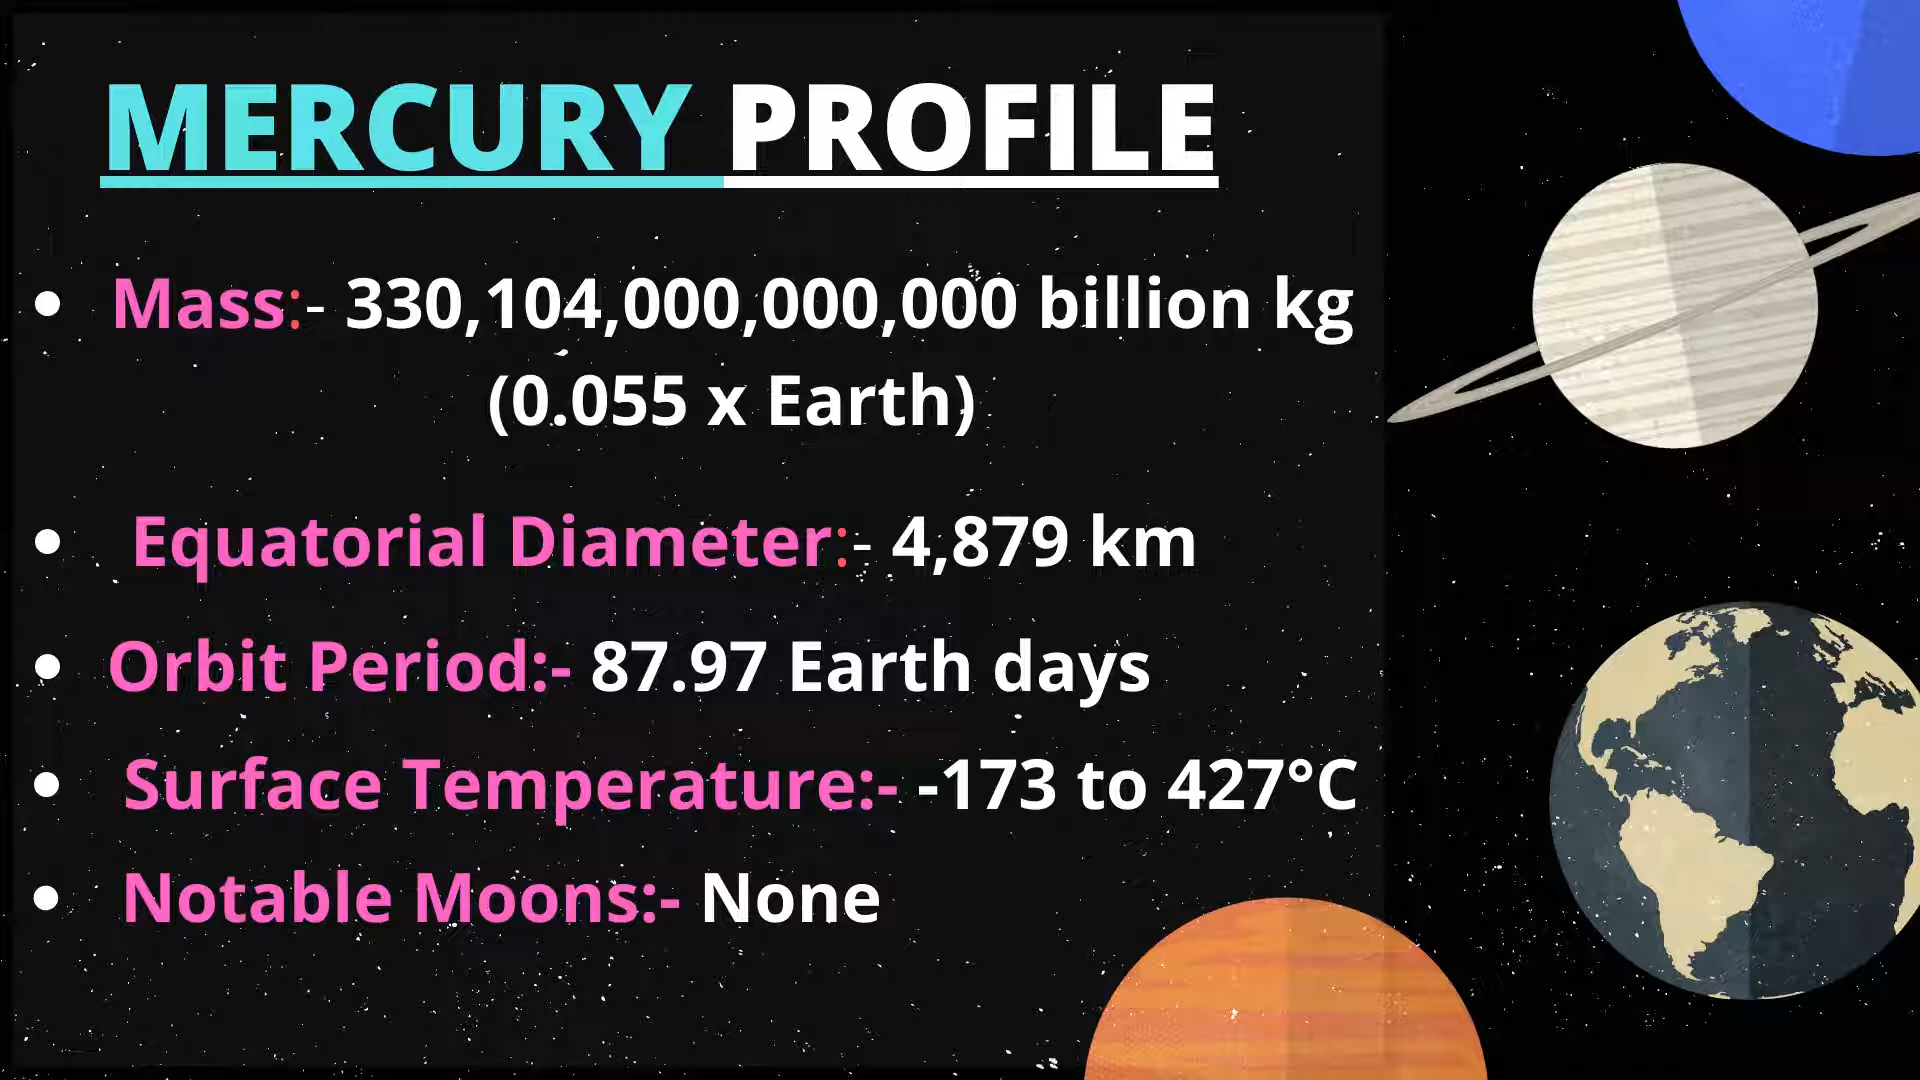 MERCURY PROFILE
• Mass:- 330,104,000,000,000 billion kg
(0.055 x Earth)
• Equatorial Diameter:- 4,879 km
• Orbit Period:- 87.97 Earth days
• Surface Temperature:- -173 to 427°C
• Notable Moons:- None